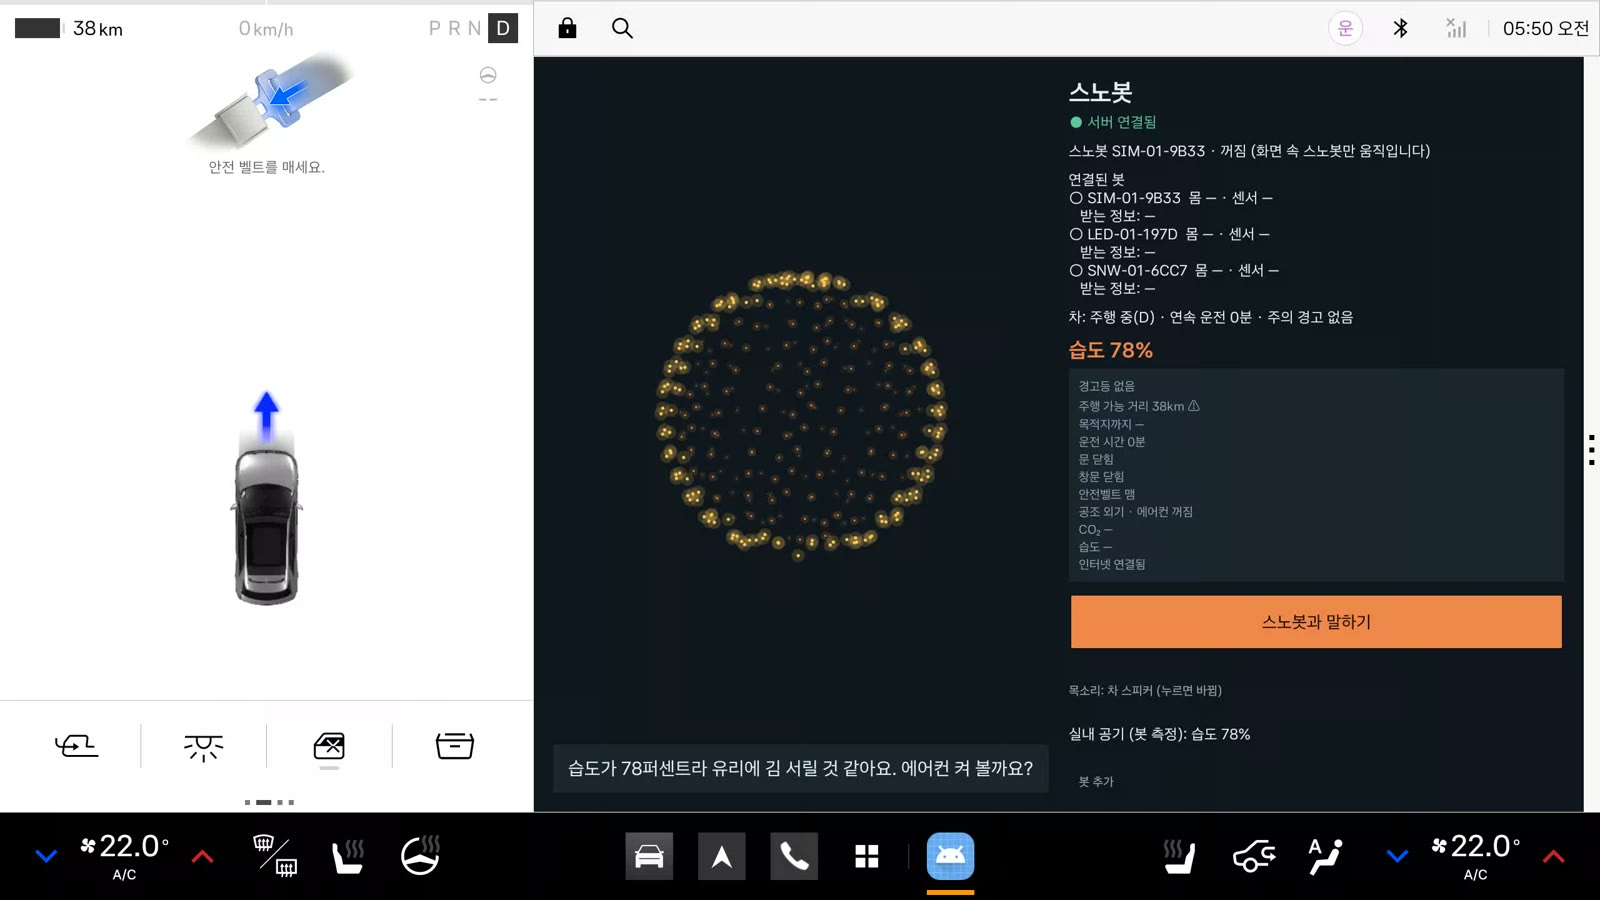 38 km
0 km/h
P R N D
05:50 오전
운
--
안전 벨트를 매세요.
스노봇
서버 연결됨
스노봇 SIM-01-9B33 · 꺼짐 (화면 속 스노봇만 움직입니다)
연결된 봇
○ SIM-01-9B33 몸 — · 센서 —
받는 정보: —
○ LED-01-197D 몸 — · 센서 —
받는 정보: —
○ SNW-01-6CC7 몸 — · 센서 —
받는 정보: —
차: 주행 중(D) · 연속 운전 0분 · 주의 경고 없음
습도 78%
경고등 없음
주행 가능 거리 38km ⚠
목적지까지 —
운전 시간 0분
문 닫힘
창문 닫힘
안전벨트 맴
공조 외기 · 에어컨 꺼짐
CO₂ —
습도 —
인터넷 연결됨
스노봇과 말하기
목소리: 차 스피커 (누르면 바뀜)
실내 공기 (봇 측정): 습도 78%
습도가 78퍼센트라 유리에 김 서릴 것 같아요. 에어컨 켜 볼까요?
봇 추가
22.0°
A/C
A
22.0°
A/C